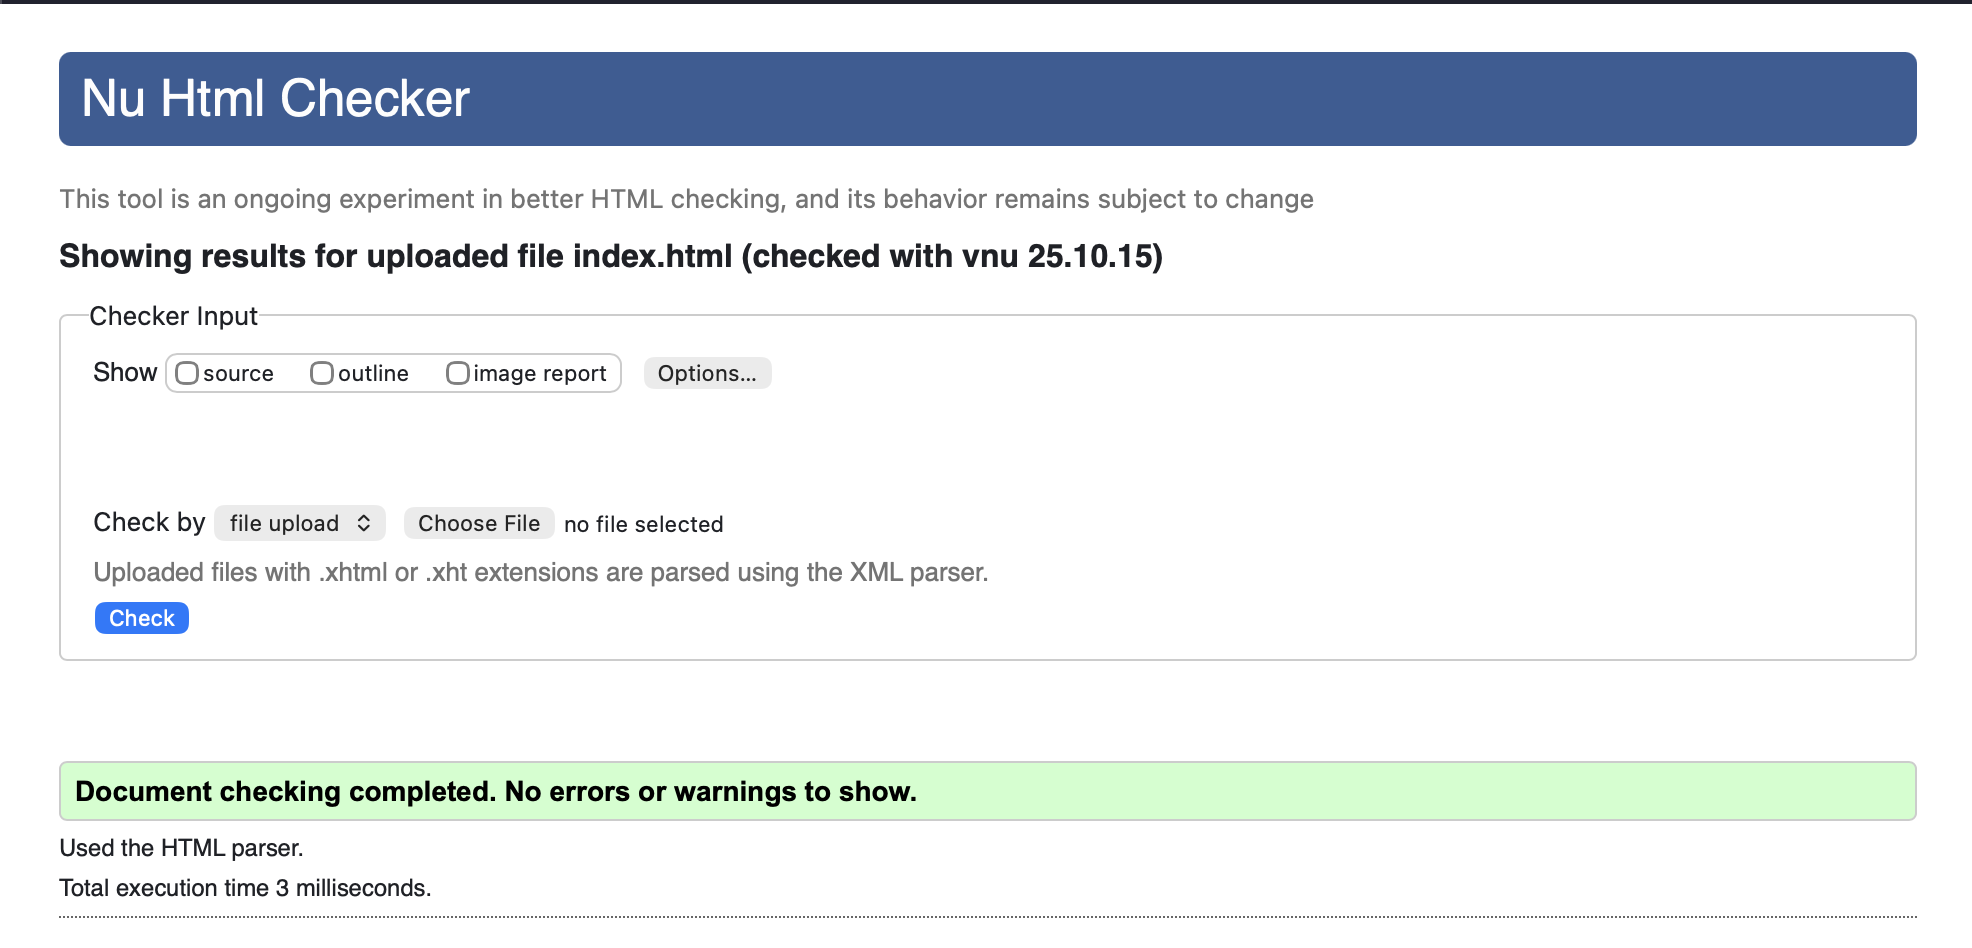 Nu Html Checker
This tool is an ongoing experiment in better HTML checking, and its behavior remains subject to change
Showing results for uploaded file index.html (checked with vnu 25.10.15)
Checker Input
Show source outline image report Options...
Check by file upload Choose File no file selected
Uploaded files with .xhtml or .xht extensions are parsed using the XML parser.
Check
Document checking completed. No errors or warnings to show.
Used the HTML parser.
Total execution time 3 milliseconds.